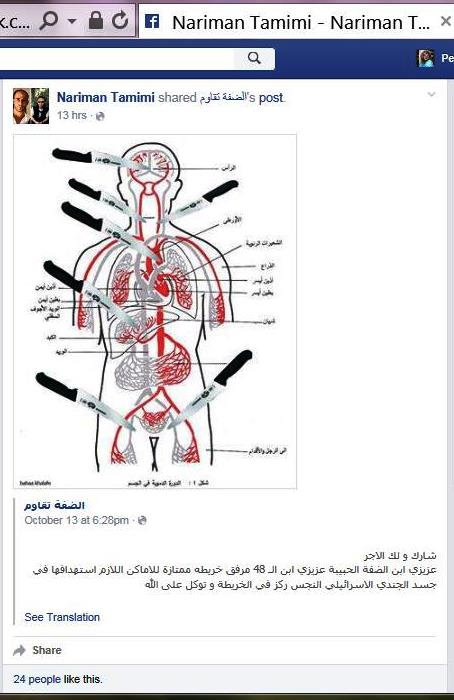 k.c...
Nariman Tamimi - Nariman T...
Pe
Nariman Tamimi shared الضفة تقاوم's post.
13 hrs ·
الرأس
الأورطى
الشعيرات الرئوية
الذراع
أذين أيمن
أذين أيسر
بطين أيمن
بطين أيسر
الوريد الأجوف
السفلي
شريان
الكبد
الوريد
الى الرجل والأقدام
شكل ١ : الدورة الدموية في الجسم
الضفة تقاوم
October 13 at 6:28pm ·
شارك و لك الاجر
عزيزي ابن الضفة الحبيبة عزيزي ابن الـ 48 مرفق خريطه ممتازة للاماكن اللازم استهدافها في
جسد الجندي الاسرائيلي النجس ركز في الخريطة و توكل على الله
See Translation
Share
24 people like this.